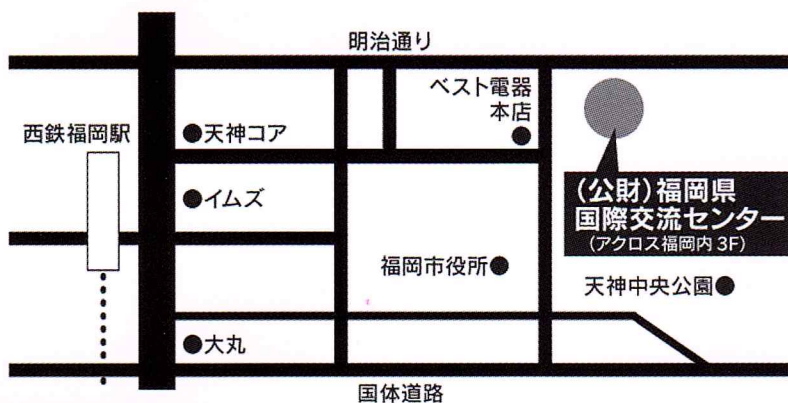 明治通り
ベスト電器
本店
西鉄福岡駅
天神コア
イムズ
(公財)福岡県
国際交流センター
(アクロス福岡内3F)
福岡市役所
天神中央公園
大丸
国体道路